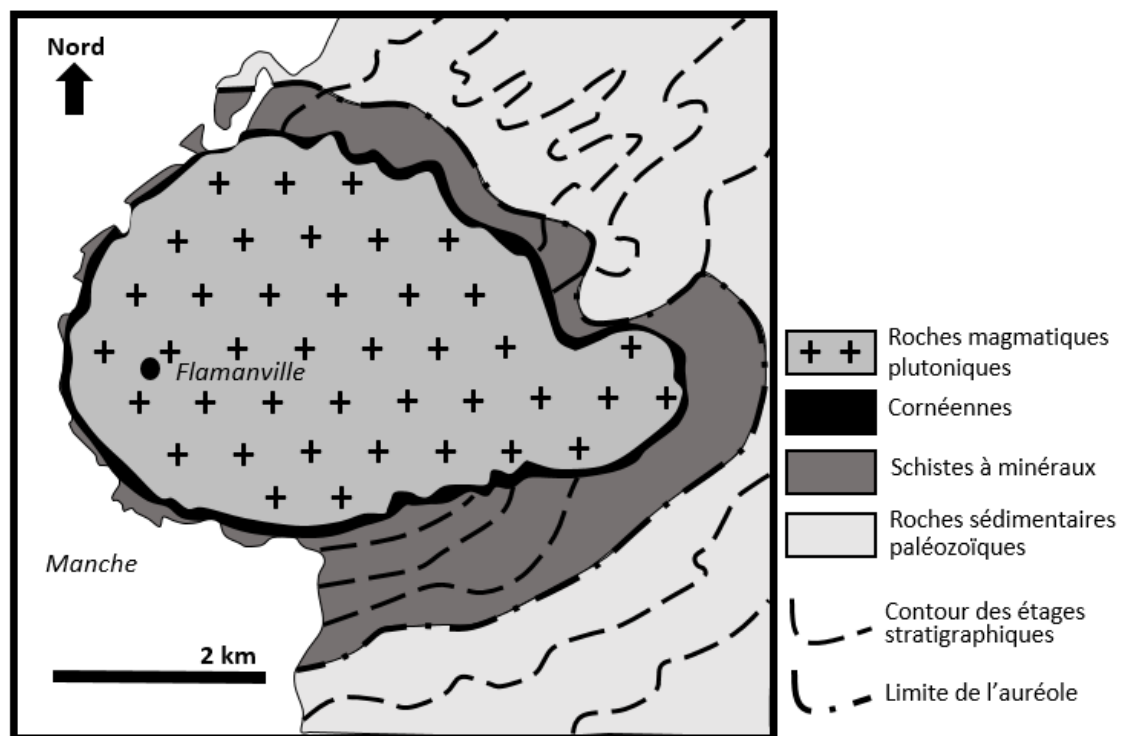 Nord
Flamanville
Manche
2 km
Roches magmatiques
plutoniques
Cornéennes
Schistes à minéraux
Roches sédimentaires
paléozoïques
Contour des étages
stratigraphiques
Limite de l'auréole